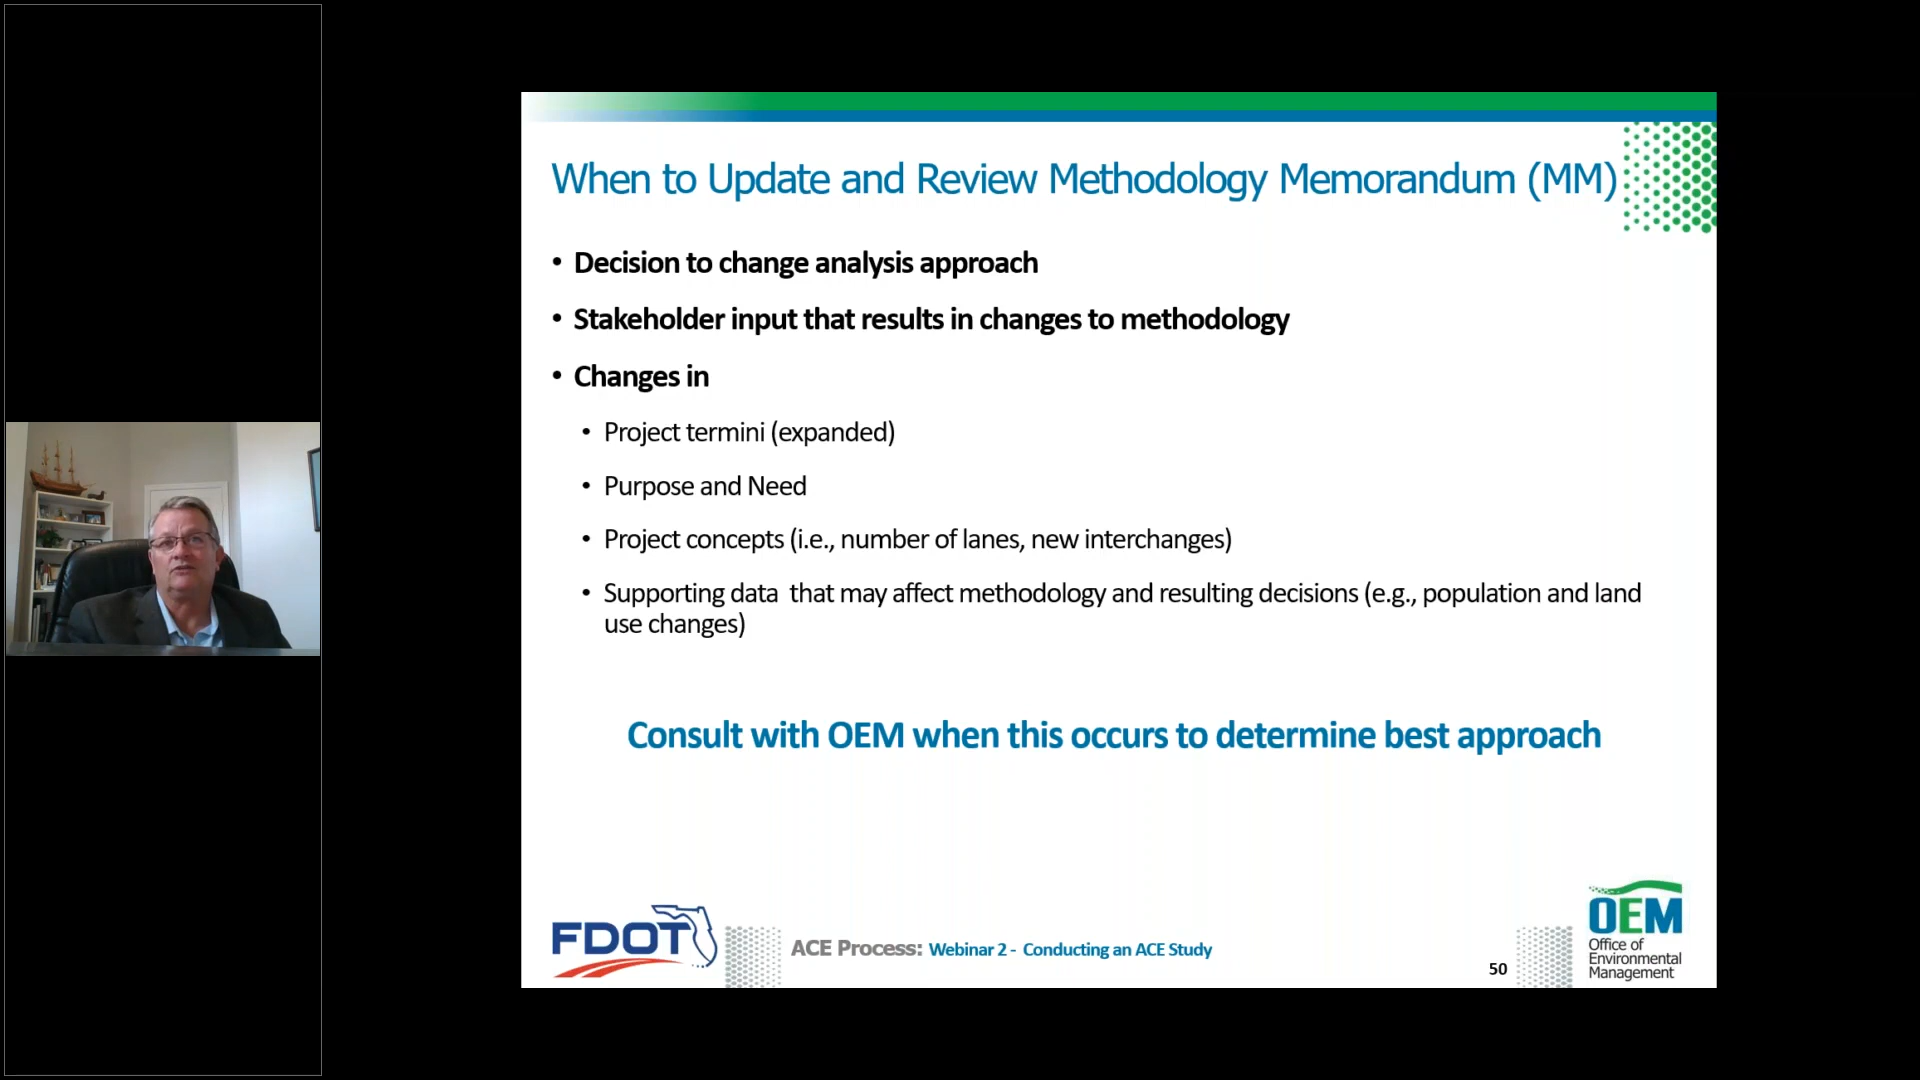 When to Update and Review Methodology Memorandum (MM)
• Decision to change analysis approach
• Stakeholder input that results in changes to methodology
• Changes in
• Project termini (expanded)
• Purpose and Need
• Project concepts (i.e., number of lanes, new interchanges)
• Supporting data that may affect methodology and resulting decisions (e.g., population and land
use changes)
Consult with OEM when this occurs to determine best approach
FDOT
ACE Process: Webinar 2 - Conducting an ACE Study
50
OEM
Office of
Environmental
Management